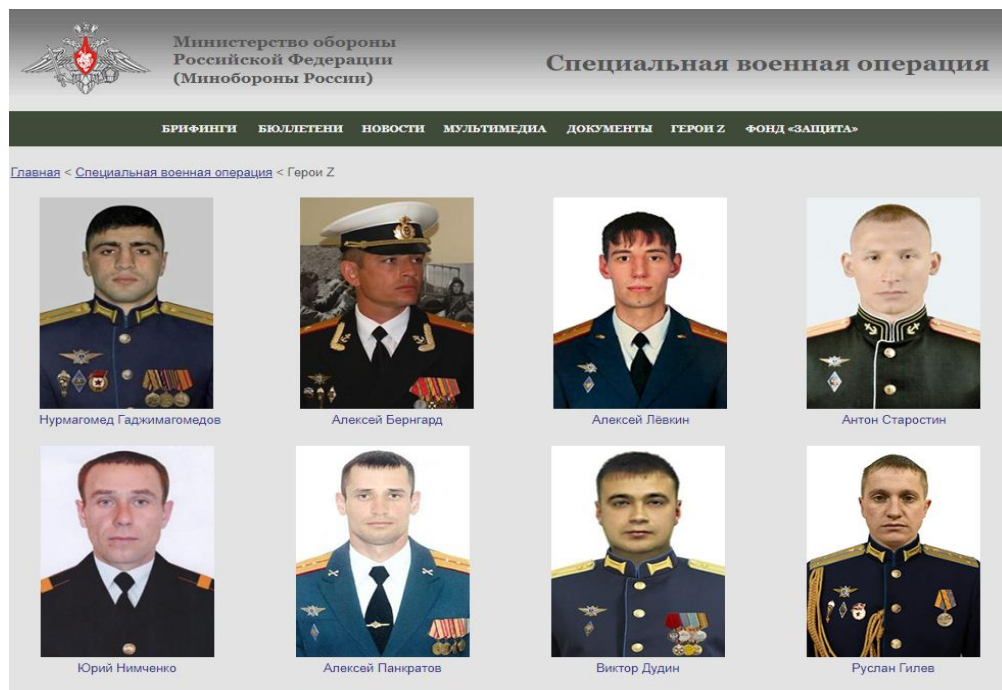 Министерство обороны
Российской Федерации
(Минобороны России)
Специальная военная операция
БРИФИНГИ БЮЛЛЕТЕНИ НОВОСТИ МУЛЬТИМЕДИА ДОКУМЕНТЫ ГЕРОИ Z ФОНД «ЗАЩИТА»
Главная < Специальная военная операция < Герои Z
Нурмагомед Гаджимагомедов Алексей Бернгард Алексей Лёвкин Антон Старостин
Юрий Нимченко Алексей Панкратов Виктор Дудин Руслан Гилев